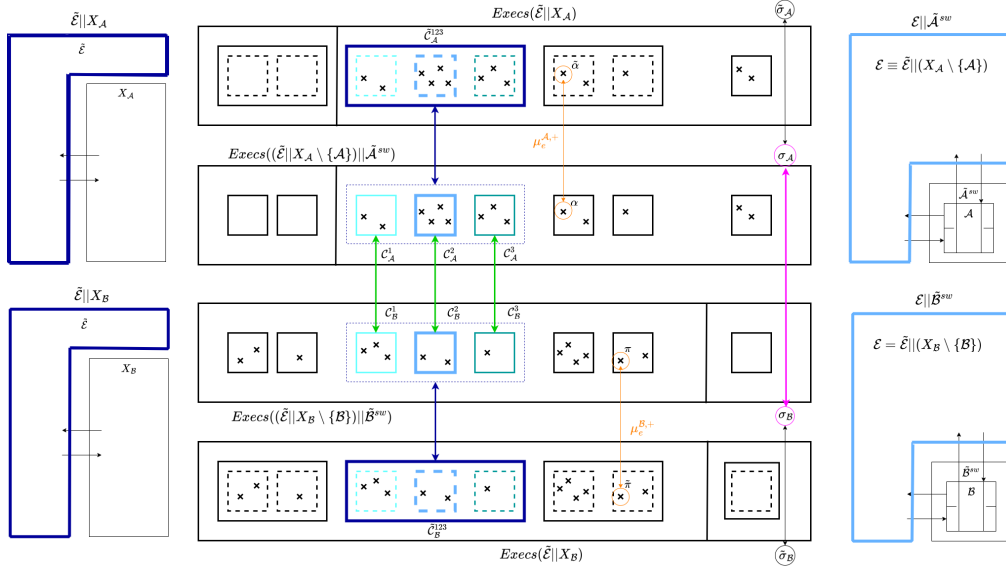 Ẽ||X_A
Execs(Ẽ||X_A)
σ̃_A
E||Ã^sw
Ẽ
C̃_A^123
E ≡ Ẽ||(X_A \ {A})
α̃
X_A
μ_e^{A,+}
Execs((Ẽ||X_A \ {A})||Ã^sw)
σ_A
Ã^sw
A
α
C_A^1
C_A^2
C_A^3
Ẽ||X_B
E||B̃^sw
Ẽ
C_B^1
C_B^2
C_B^3
E = Ẽ||(X_B \ {B})
π
X_B
Execs((Ẽ||X_B \ {B})||B̃^sw)
σ_B
μ_e^{B,+}
B̃^sw
B
π̃
C̃_B^123
Execs(Ẽ||X_B)
σ̃_B